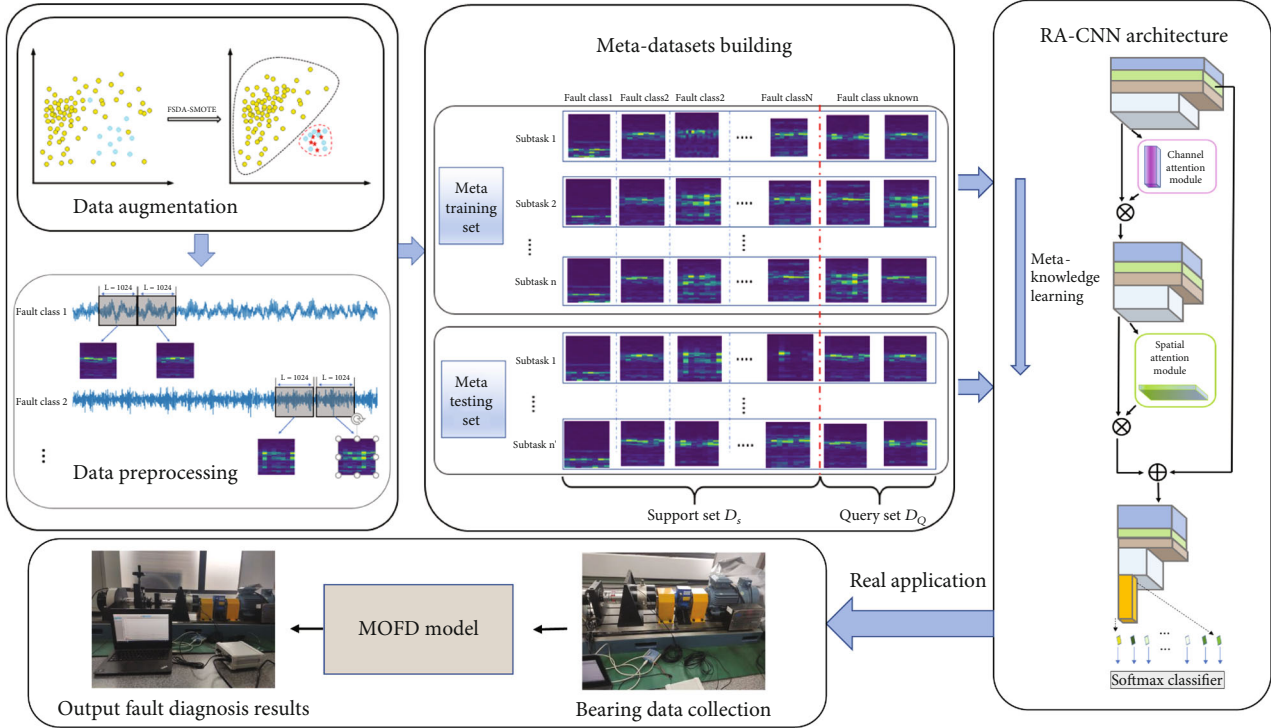 FSDA-SMOTE
Data augmentation
L = 1024
L = 1024
Fault class 1
L = 1024
L = 1024
Fault class 2
Data preprocessing
Meta-datasets building
Fault class1
Fault class2
Fault class2
Fault classN
Fault class uknown
Meta
training
set
Subtask 1
Subtask 2
Subtask n
Meta
testing
set
Subtask 1
Subtask n'
Support set Ds
Query set DQ
RA-CNN architecture
Channel
attention
module
Meta-
knowledge
learning
Spatial
attention
module
Softmax classifier
Real application
MOFD model
Output fault diagnosis results
Bearing data collection